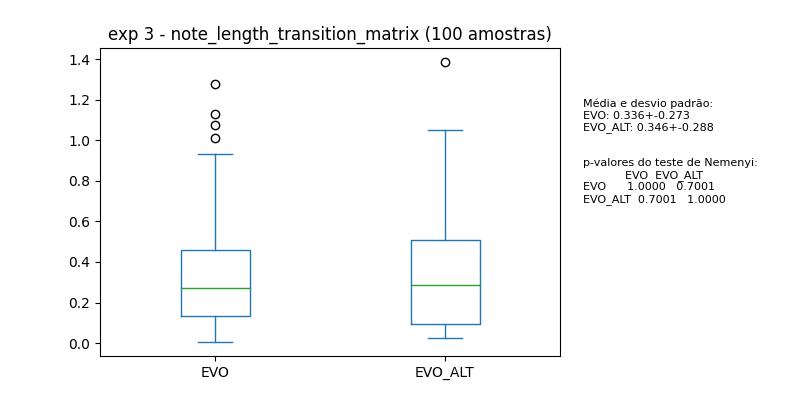 exp 3 - note_length_transition_matrix (100 amostras)
1.4
1.2
1.0
0.8
0.6
0.4
0.2
0.0
EVO
EVO_ALT
Média e desvio padrão:
EVO: 0.336+-0.273
EVO_ALT: 0.346+-0.288
p-valores do teste de Nemenyi:
EVO EVO_ALT
EVO 1.0000 0.7001
EVO_ALT 0.7001 1.0000